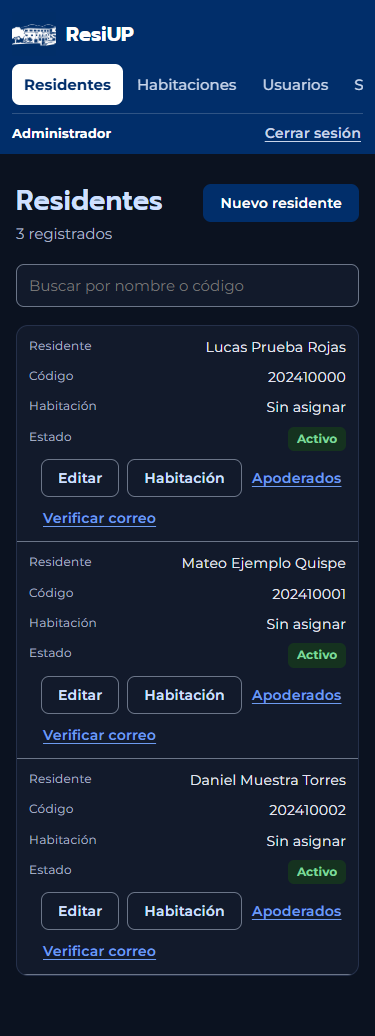 ResiUP
Residentes Habitaciones Usuarios S
Administrador Cerrar sesión
Residentes Nuevo residente
3 registrados
Buscar por nombre o código
Residente Lucas Prueba Rojas
Código 202410000
Habitación Sin asignar
Estado Activo
Editar Habitación Apoderados
Verificar correo
Residente Mateo Ejemplo Quispe
Código 202410001
Habitación Sin asignar
Estado Activo
Editar Habitación Apoderados
Verificar correo
Residente Daniel Muestra Torres
Código 202410002
Habitación Sin asignar
Estado Activo
Editar Habitación Apoderados
Verificar correo